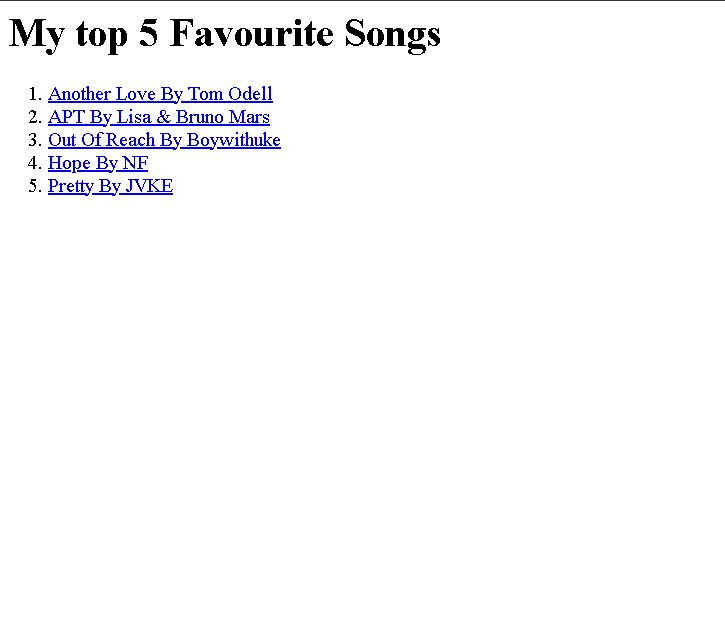 My top 5 Favourite Songs
1. Another Love By Tom Odell
2. APT By Lisa & Bruno Mars
3. Out Of Reach By Boywithuke
4. Hope By NF
5. Pretty By JVKE